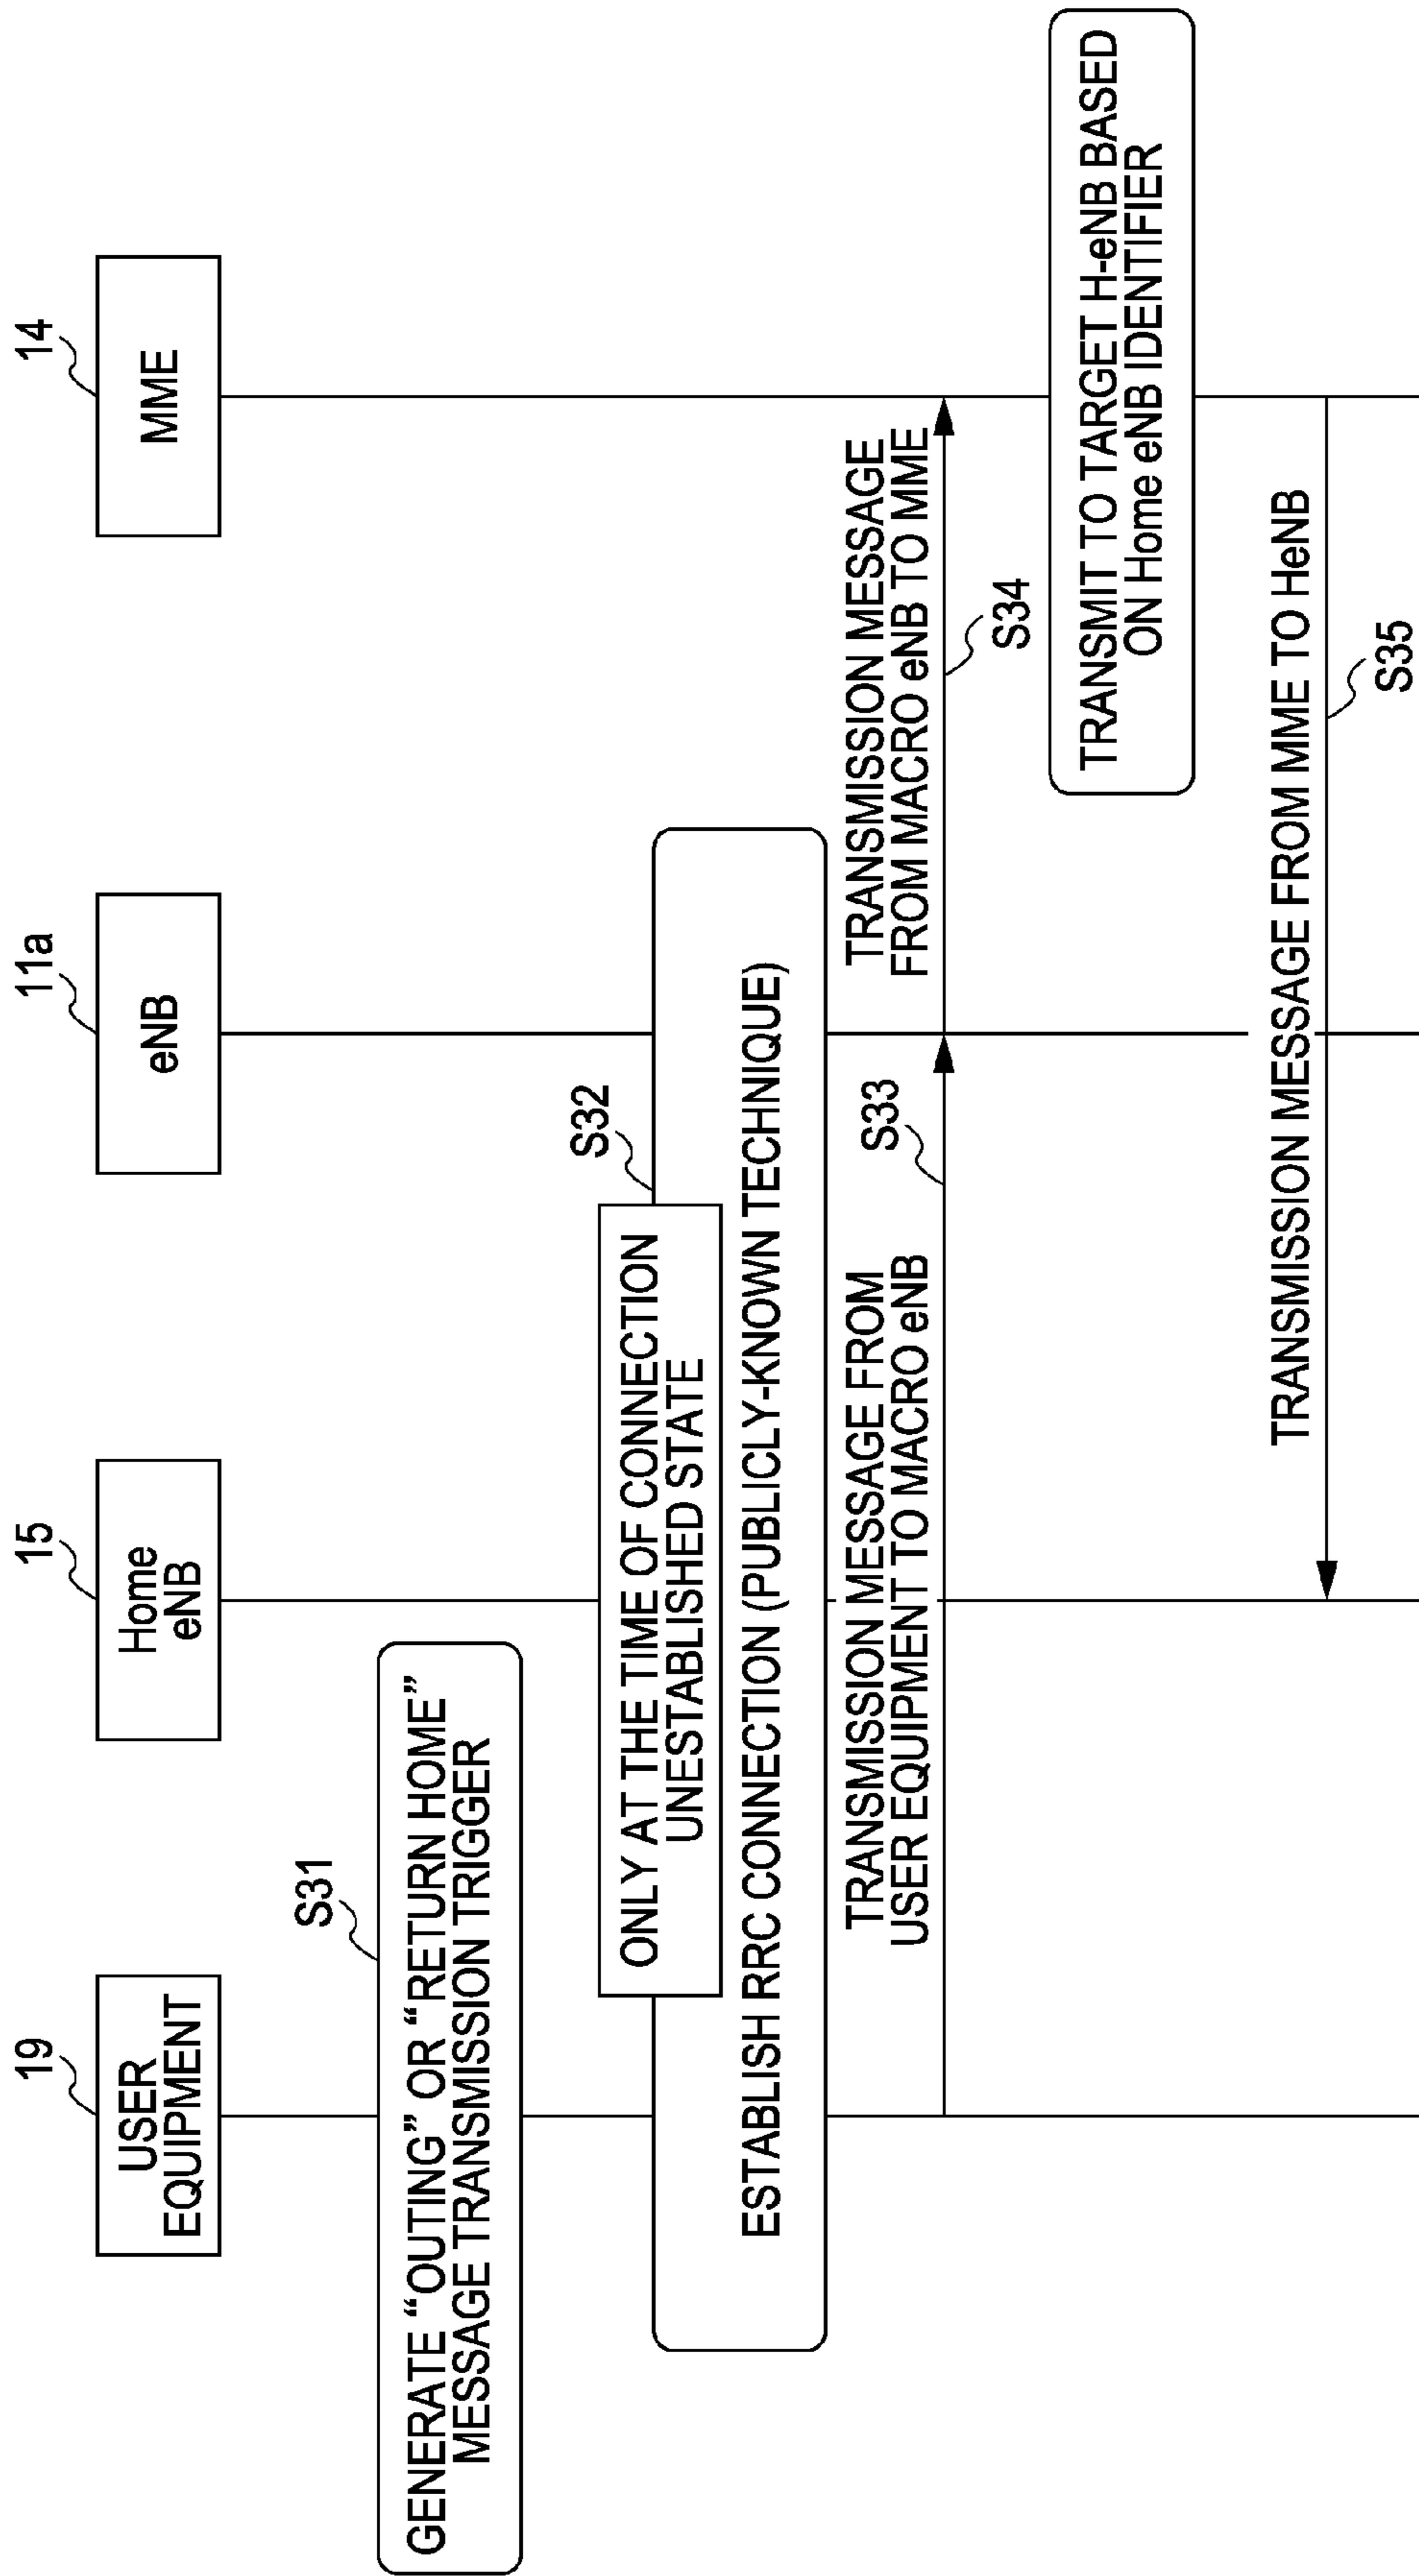 19
USER
EQUIPMENT
15
Home
eNB
11a
eNB
14
MME
S31
GENERATE “OUTING” OR “RETURN HOME”
MESSAGE TRANSMISSION TRIGGER
S32
ONLY AT THE TIME OF CONNECTION
UNESTABLISHED STATE
ESTABLISH RRC CONNECTION (PUBLICLY-KNOWN TECHNIQUE)
TRANSMISSION MESSAGE FROM
USER EQUIPMENT TO MACRO eNB
S33
TRANSMISSION MESSAGE
FROM MACRO eNB TO MME
S34
TRANSMIT TO TARGET H-eNB BASED
ON Home eNB IDENTIFIER
TRANSMISSION MESSAGE FROM MME TO HeNB
S35